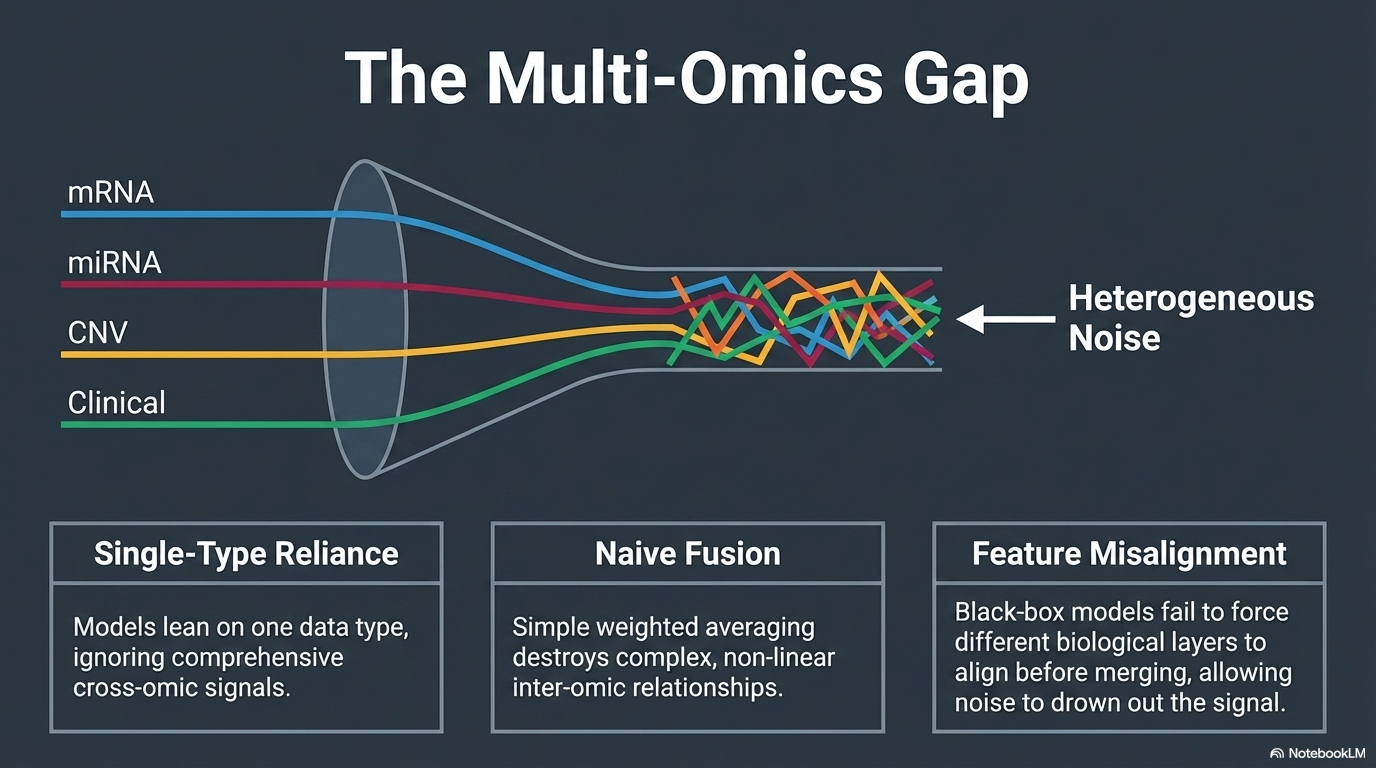 The Multi-Omics Gap
mRNA
miRNA
CNV
Clinical
Heterogeneous
Noise
Single-Type Reliance
Models lean on one data type,
ignoring comprehensive
cross-omic signals.
Naive Fusion
Simple weighted averaging
destroys complex, non-linear
inter-omic relationships.
Feature Misalignment
Black-box models fail to force
different biological layers to
align before merging, allowing
noise to drown out the signal.
NotebookLM